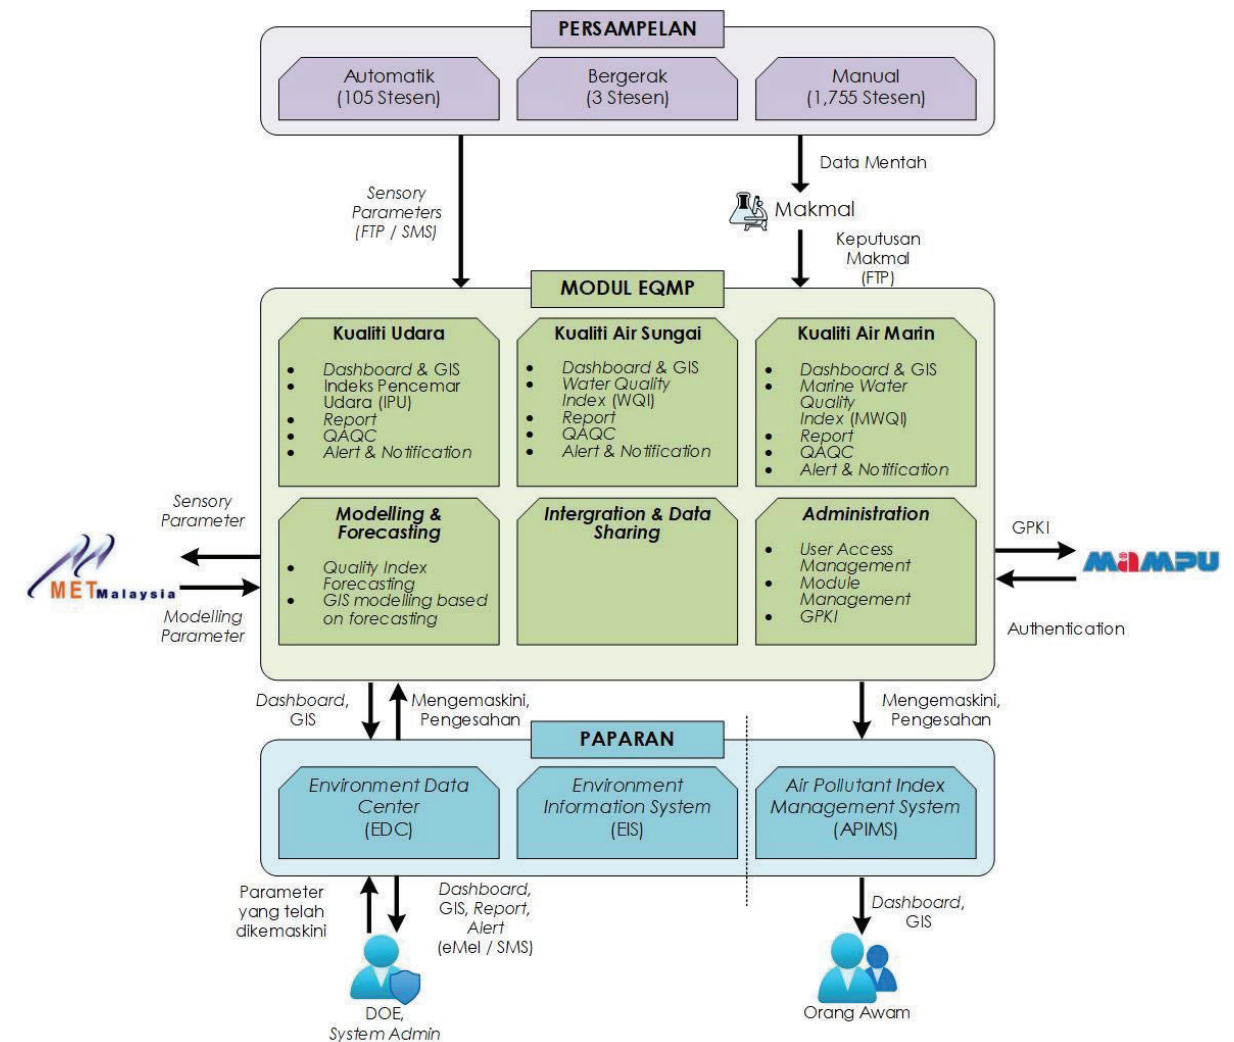 PERSAMPELAN
Automatik
(105 Stesen)
Bergerak
(3 Stesen)
Manual
(1,755 Stesen)
Sensory
Parameters
(FTP / SMS)
Data Mentah
Makmal
Keputusan
Makmal
(FTP)
MODUL EQMP
Kualiti Udara
• Dashboard & GIS
• Indeks Pencemar
Udara (IPU)
• Report
• QAQC
• Alert & Notification
Kualiti Air Sungai
• Dashboard & GIS
• Water Quality
Index (WQI)
• Report
• QAQC
• Alert & Notification
Kualiti Air Marin
• Dashboard & GIS
• Marine Water
Quality
Index (MWQI)
• Report
• QAQC
• Alert & Notification
Modelling &
Forecasting
• Quality Index
Forecasting
• GIS modelling based
on forecasting
Intergration & Data
Sharing
Administration
• User Access
Management
• Module
Management
• GPKI
Sensory
Parameter
METMalaysia
Modelling
Parameter
GPKI
MAMPU
Authentication
Dashboard,
GIS
Mengemaskini,
Pengesahan
Mengemaskini,
Pengesahan
PAPARAN
Environment Data
Center
(EDC)
Environment
Information System
(EIS)
Air Pollutant Index
Management System
(APIMS)
Parameter
yang telah
dikemaskini
Dashboard,
GIS, Report,
Alert
(eMel / SMS)
Dashboard,
GIS
DOE,
System Admin
Orang Awam